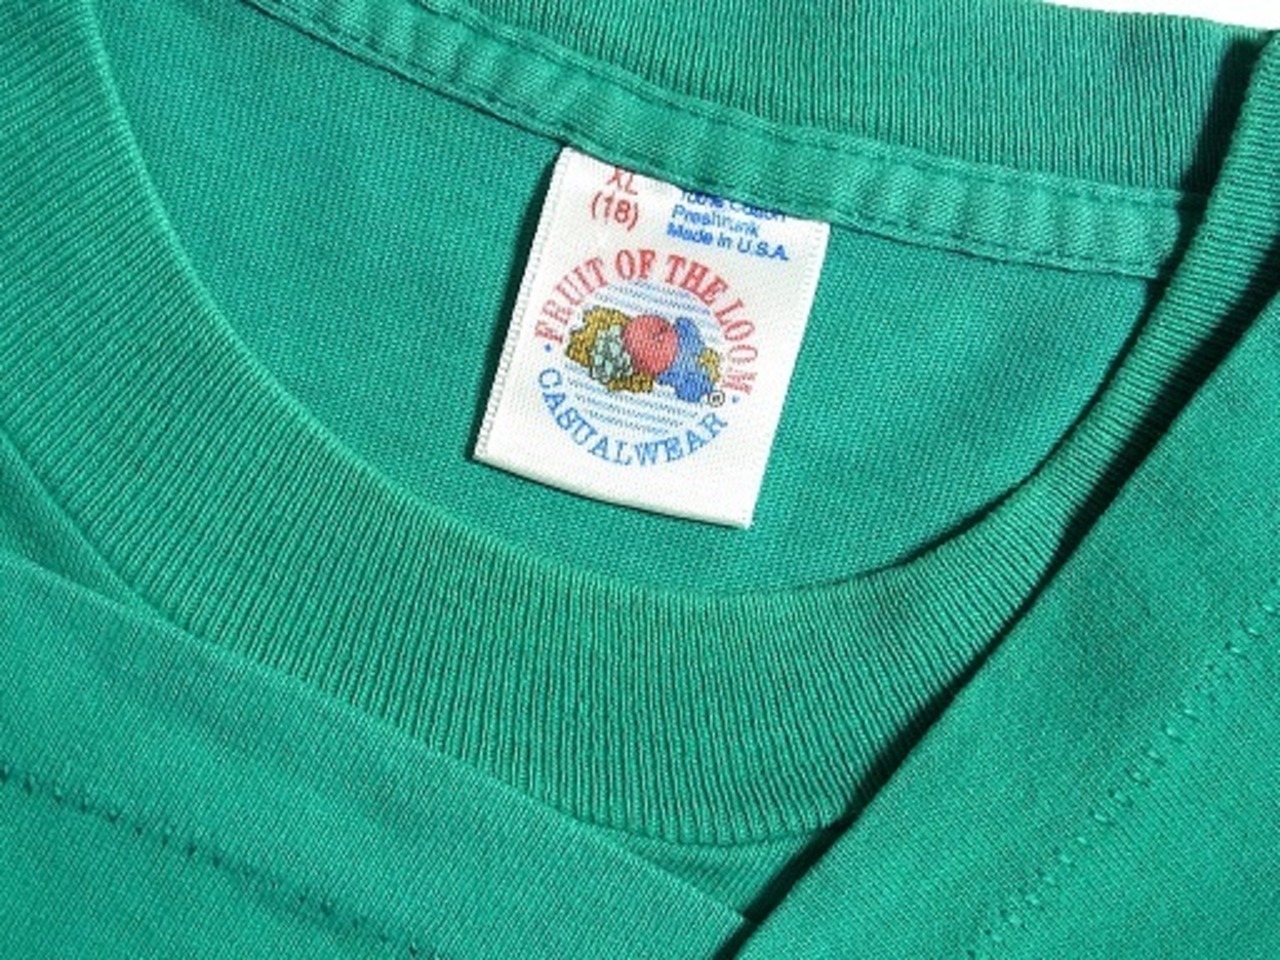 XL
(18)
100% Cotton
Preshrunk
Made in U.S.A.
FRUIT OF THE LOOM
®
CASUALWEAR